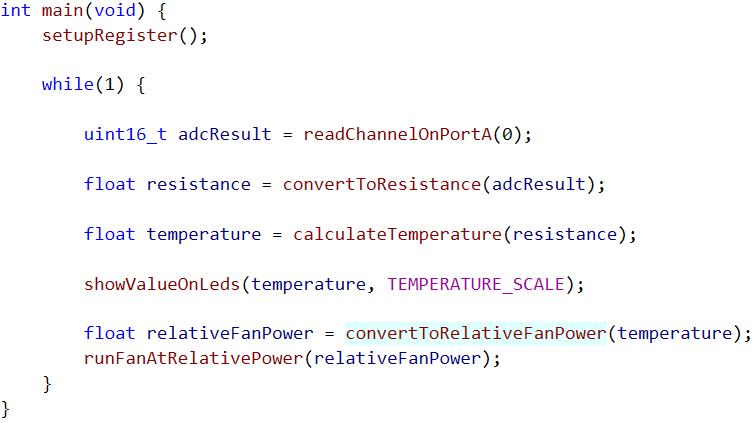 int main(void) {
    setupRegister();
    while(1) {
        uint16_t adcResult = readChannelOnPortA(0);
        float resistance = convertToResistance(adcResult);
        float temperature = calculateTemperature(resistance);
        showValueOnLeds(temperature, TEMPERATURE_SCALE);
        float relativeFanPower = convertToRelativeFanPower(temperature);
        runFanAtRelativePower(relativeFanPower);
    }
}